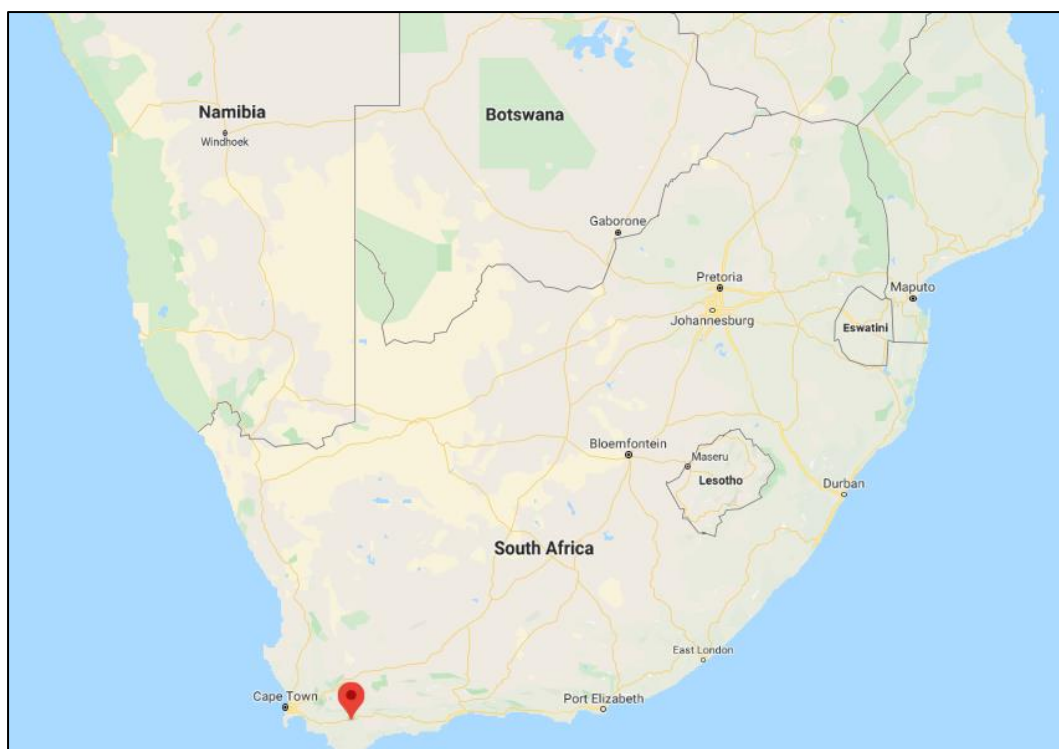 Namibia
Windhoek
Botswana
Gaborone
Pretoria
Johannesburg
Maputo
Eswatini
Bloemfontein
Maseru
Lesotho
Durban
South Africa
East London
Cape Town
Port Elizabeth